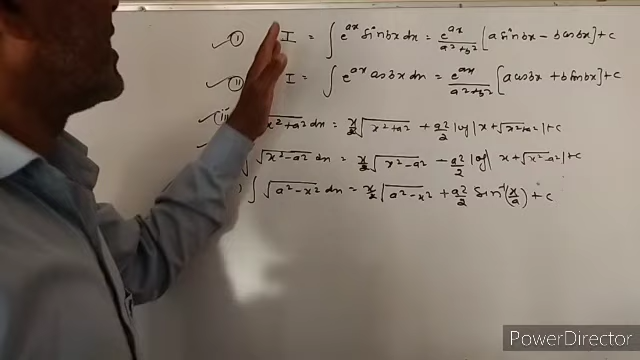 (i) I = ∫ e^{ax} sin bx dx = e^{ax}/(a²+b²) [a sin bx − b cos bx] + c
(ii) I = ∫ e^{ax} cos bx dx = e^{ax}/(a²+b²) [a cos bx + b sin bx] + c
(iii) √x²+a² dx = x/2 √x²+a² + a²/2 log|x+√x²+a²|+c
∫ √x²−a² dx = x/2 √x²−a² − a²/2 log| x+√x²−a²|+c
∫ √a²−x² dx = x/2 √a²−x² + a²/2 sin⁻¹(x/a)+c
PowerDirector